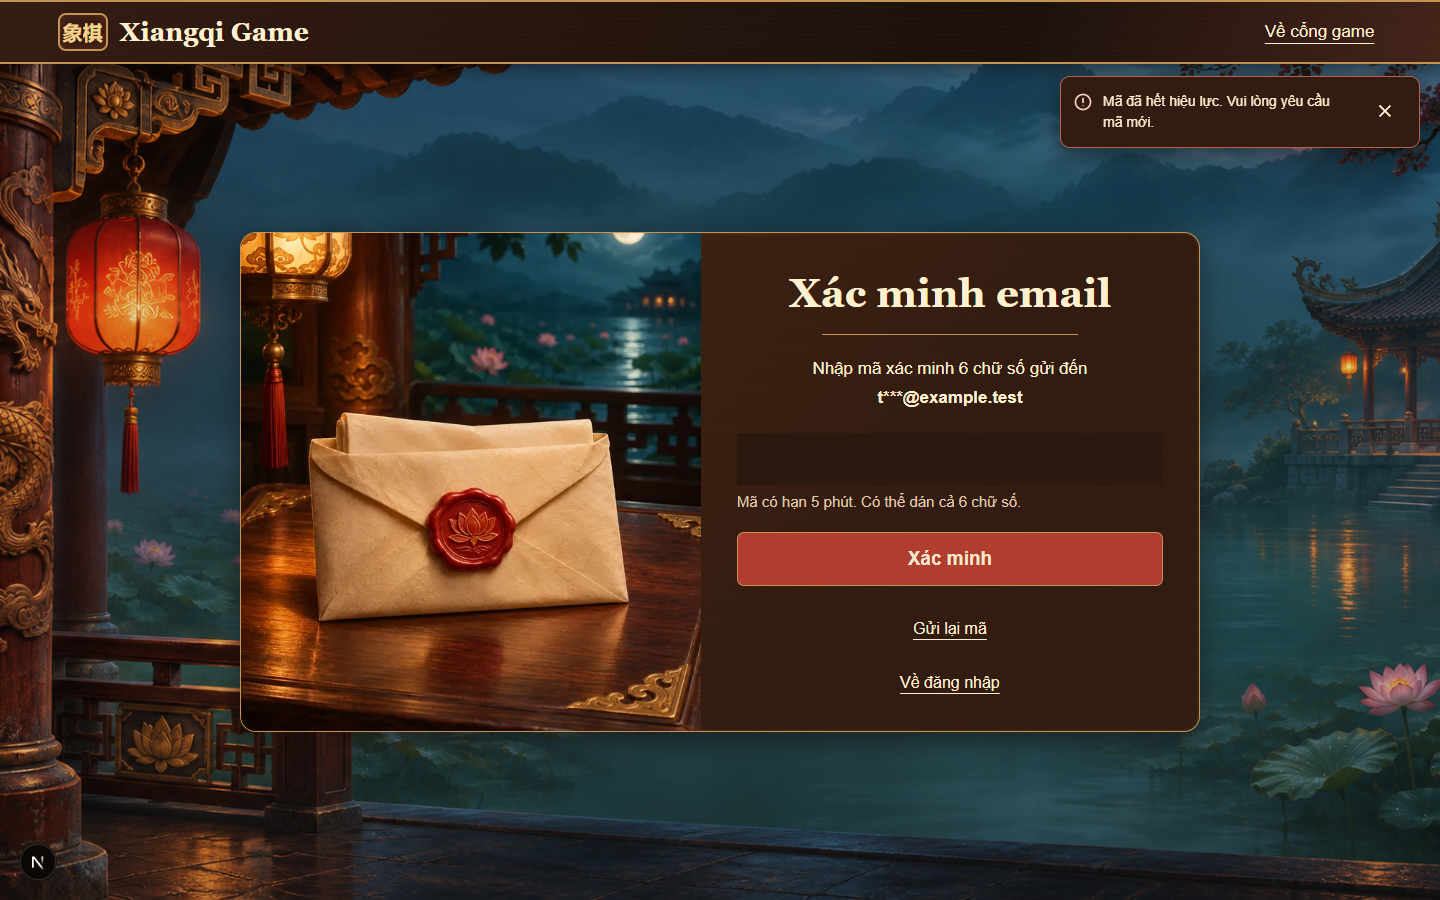 象棋 Xiangqi Game
Về cổng game
Mã đã hết hiệu lực. Vui lòng yêu cầu
mã mới.
Xác minh email
Nhập mã xác minh 6 chữ số gửi đến
t***@example.test
Mã có hạn 5 phút. Có thể dán cả 6 chữ số.
Xác minh
Gửi lại mã
Về đăng nhập
N